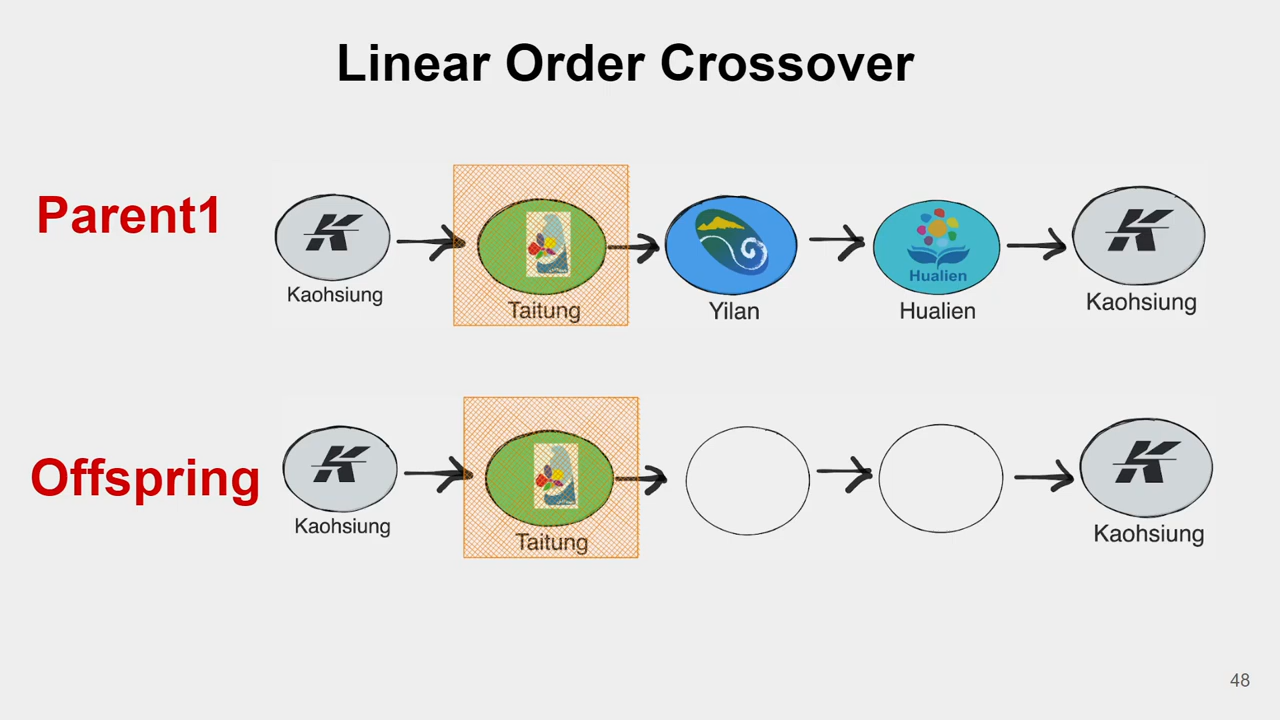 Linear Order Crossover
Parent1
Kaohsiung
Taitung
Yilan
Hualien
Hualien
Kaohsiung
Offspring
Kaohsiung
Taitung
Kaohsiung
48